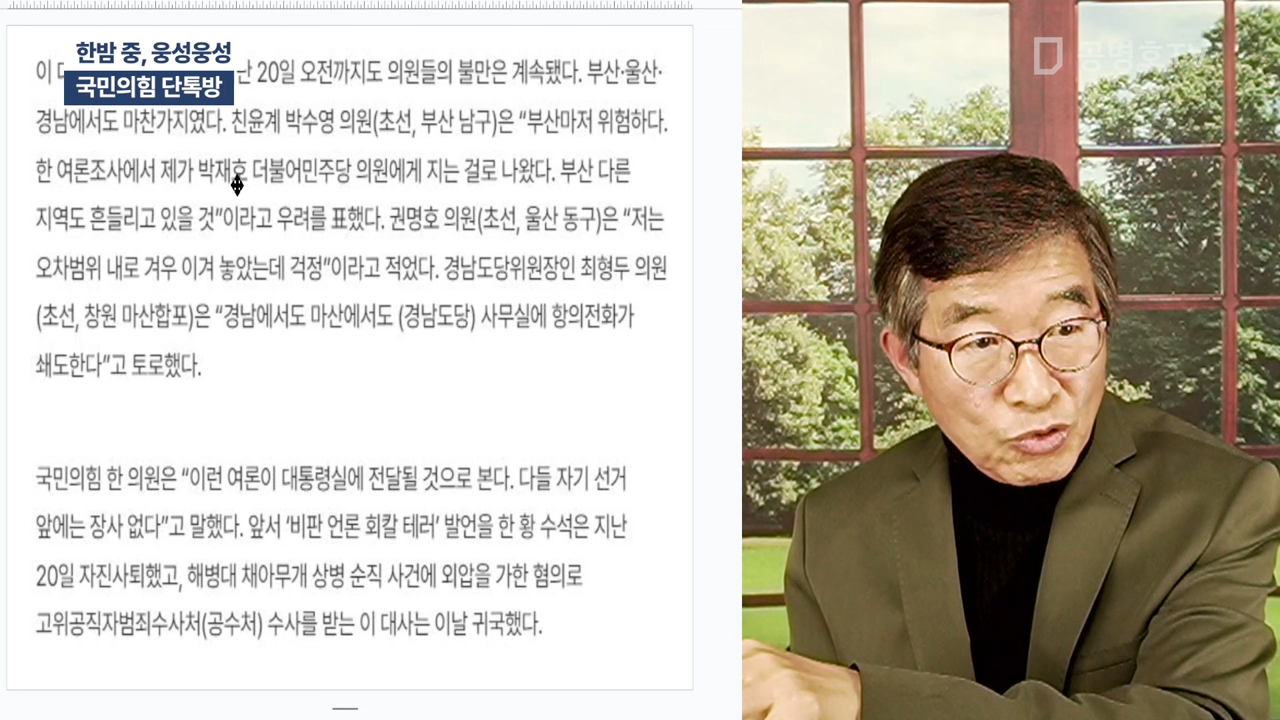 한밤 중, 웅성웅성
국민의힘 단톡방
이 난 20일 오전까지도 의원들의 불만은 계속됐다. 부산·울산·
경남에서도 마찬가지였다. 친윤계 박수영 의원(초선, 부산 남구)은 “부산마저 위험하다.
한 여론조사에서 제가 박재호 더불어민주당 의원에게 지는 걸로 나왔다. 부산 다른
지역도 흔들리고 있을 것”이라고 우려를 표했다. 권명호 의원(초선, 울산 동구)은 “저는
오차범위 내로 겨우 이겨 놓았는데 걱정”이라고 적었다. 경남도당위원장인 최형두 의원
(초선, 창원 마산합포)은 “경남에서도 마산에서도 (경남도당) 사무실에 항의전화가
쇄도한다”고 토로했다.
국민의힘 한 의원은 “이런 여론이 대통령실에 전달될 것으로 본다. 다들 자기 선거
앞에는 장사 없다”고 말했다. 앞서 ‘비판 언론 회칼 테러’ 발언을 한 황 수석은 지난
20일 자진사퇴했고, 해병대 채아무개 상병 순직 사건에 외압을 가한 혐의로
고위공직자범죄수사처(공수처) 수사를 받는 이 대사는 이날 귀국했다.